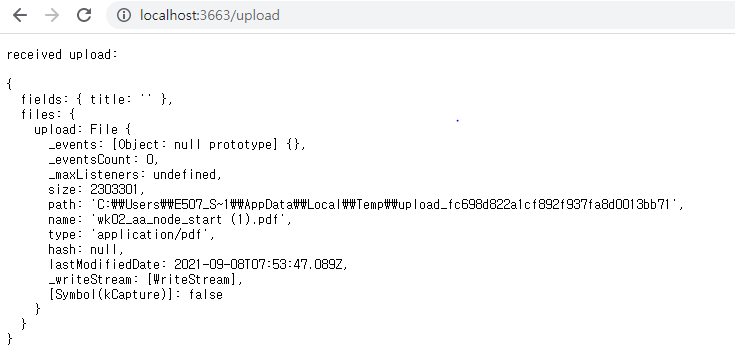 localhost:3663/upload
received upload:
{
  fields: { title: '' },
  files: {
    upload: File {
      _events: [Object: null prototype] {},
      _eventsCount: 0,
      _maxListeners: undefined,
      size: 2303301,
      path: 'C:₩₩Users₩₩E507_S~1₩₩AppData₩₩Local₩₩Temp₩₩upload_fc698d822a1cf892f937fa8d0013bb71',
      name: 'wk02_aa_node_start (1).pdf',
      type: 'application/pdf',
      hash: null,
      lastModifiedDate: 2021-09-08T07:53:47.089Z,
      _writeStream: [WriteStream],
      [Symbol(kCapture)]: false
    }
  }
}